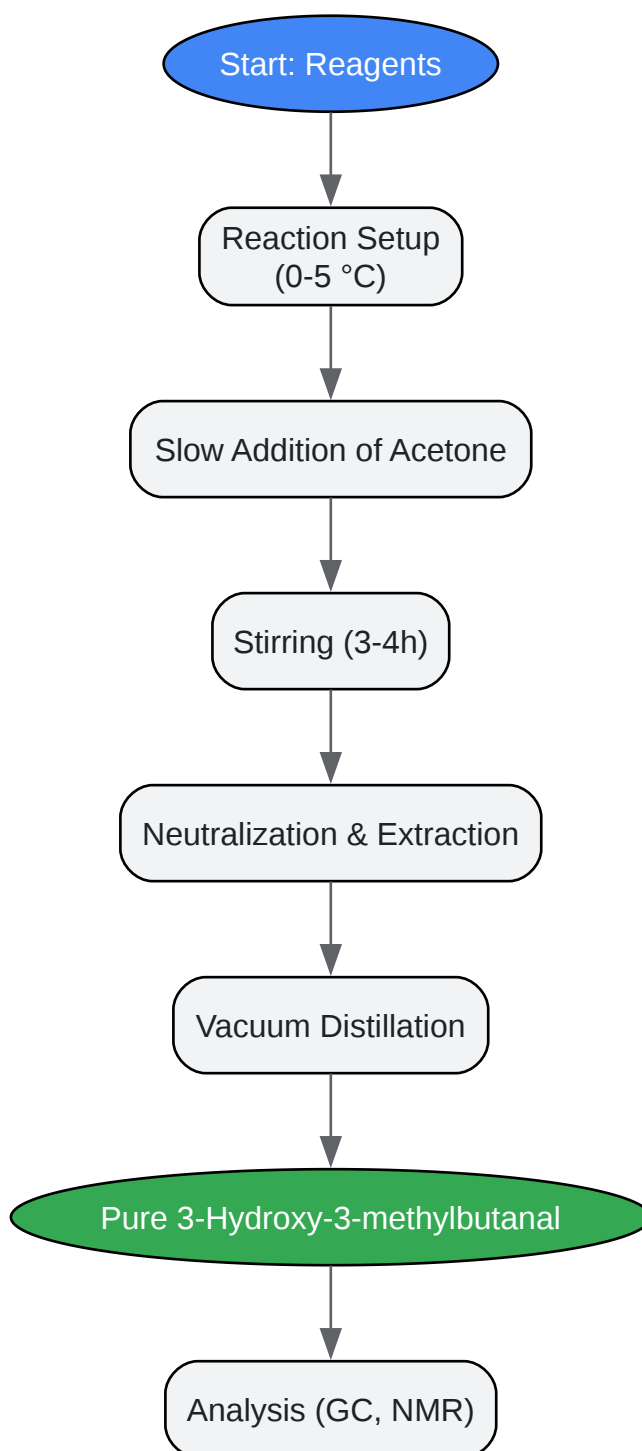 Start: Reagents
Reaction Setup
(0-5 °C)
Slow Addition of Acetone
Stirring (3-4h)
Neutralization & Extraction
Vacuum Distillation
Pure 3-Hydroxy-3-methylbutanal
Analysis (GC, NMR)